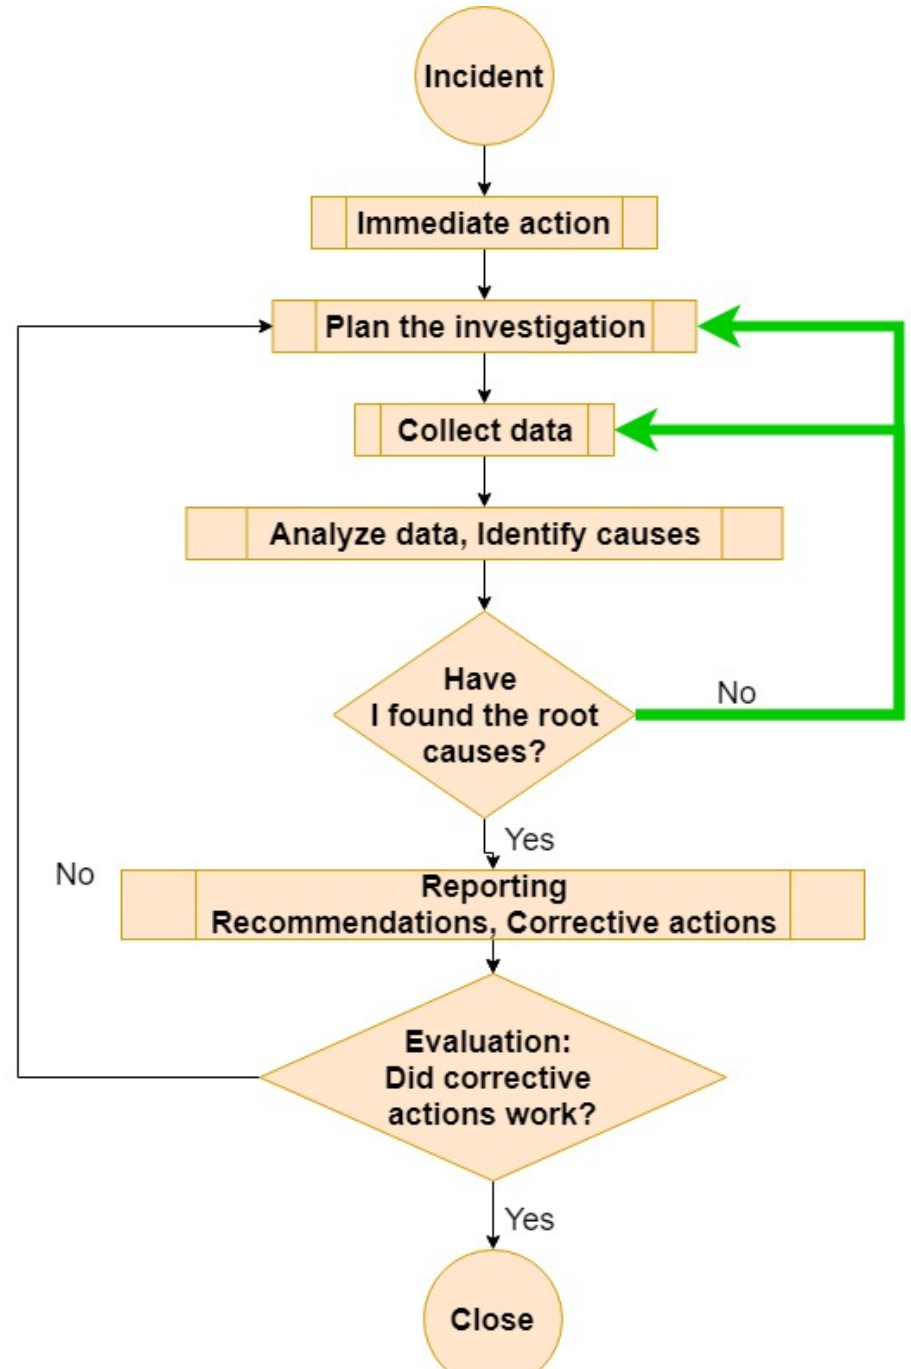 Incident
Immediate action
Plan the investigation
Collect data
Analyze data, Identify causes
Have
I found the root
causes?
No
Yes
No
Reporting
Recommendations, Corrective actions
Evaluation:
Did corrective
actions work?
Yes
Close